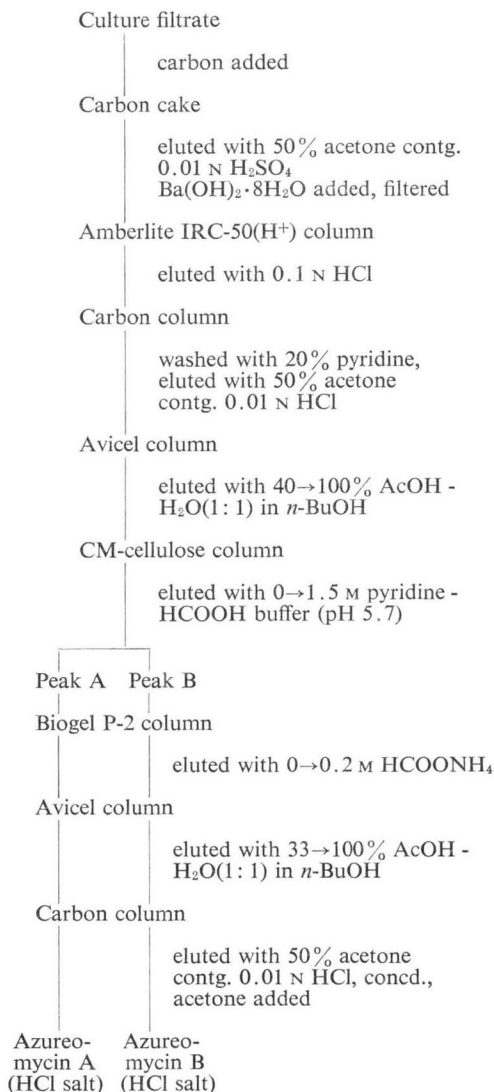 Culture filtrate
carbon added
Carbon cake
eluted with 50% acetone contg.
0.01 N H₂SO₄
Ba(OH)₂·8H₂O added, filtered
Amberlite IRC-50(H⁺) column
eluted with 0.1 N HCl
Carbon column
washed with 20% pyridine,
eluted with 50% acetone
contg. 0.01 N HCl
Avicel column
eluted with 40→100% AcOH -
H₂O(1: 1) in n-BuOH
CM-cellulose column
eluted with 0→1.5 M pyridine -
HCOOH buffer (pH 5.7)
Peak A Peak B
Biogel P-2 column
eluted with 0→0.2 M HCOONH₄
Avicel column
eluted with 33→100% AcOH -
H₂O(1: 1) in n-BuOH
Carbon column
eluted with 50% acetone
contg. 0.01 N HCl, concd.,
acetone added
Azureo- Azureo-
mycin A mycin B
(HCl salt) (HCl salt)